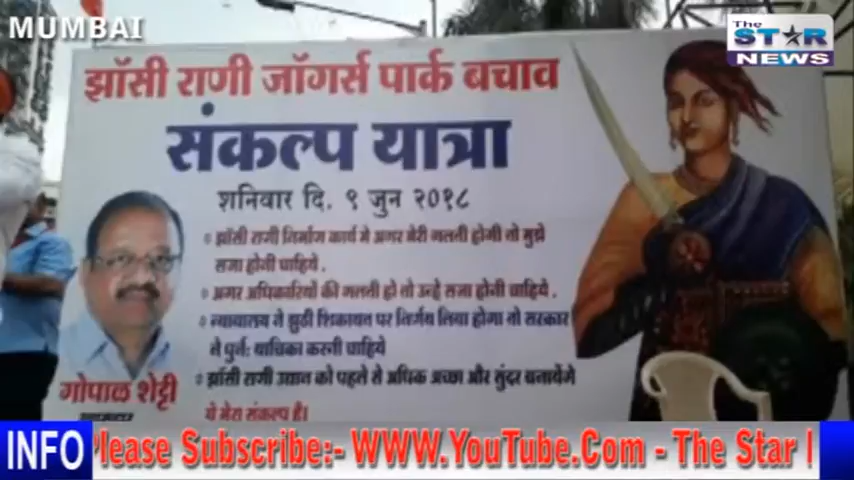 MUMBAI
The
STAR
NEWS
झाँसी राणी जॉगर्स पार्क बचाव
संकल्प यात्रा
शनिवार दि. ९ जुन २०१८
झाँसी राणी निर्माण कार्य मे अगर मेरी गलती होगी तो मुझे
सजा होनी चाहिये.
अगर अधिकारियों की गलती हो तो उन्हे सजा होनी चाहिये.
न्यायालय ने झुठी शिकायत पर निर्णय लिया होगा तो सरकार
ने पुर्न: याचिका करनी चाहिये
झाँसी राणी उद्यान को पहले से अधिक अच्छा और सुंदर बनायेंगे
ये मेरा संकल्प है।
गोपाल शेट्टी
INFO
Please Subscribe:- WWW.YouTube.Com - The Star